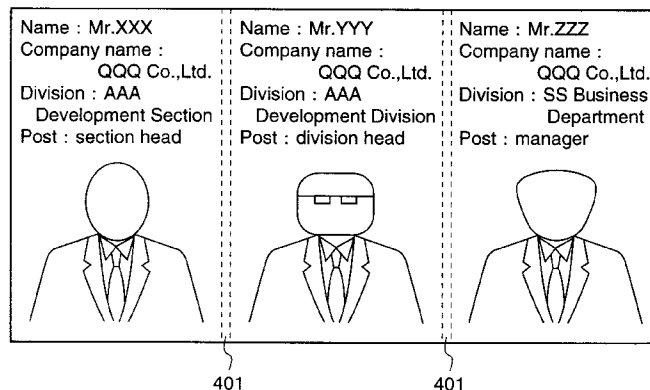 Name : Mr.XXX
Company name :
QQQ Co.,Ltd.
Division : AAA
Development Section
Post : section head
Name : Mr.YYY
Company name :
QQQ Co.,Ltd.
Division : AAA
Development Division
Post : division head
Name : Mr.ZZZ
Company name :
QQQ Co.,Ltd.
Division : SS Business
Department
Post : manager
401
401